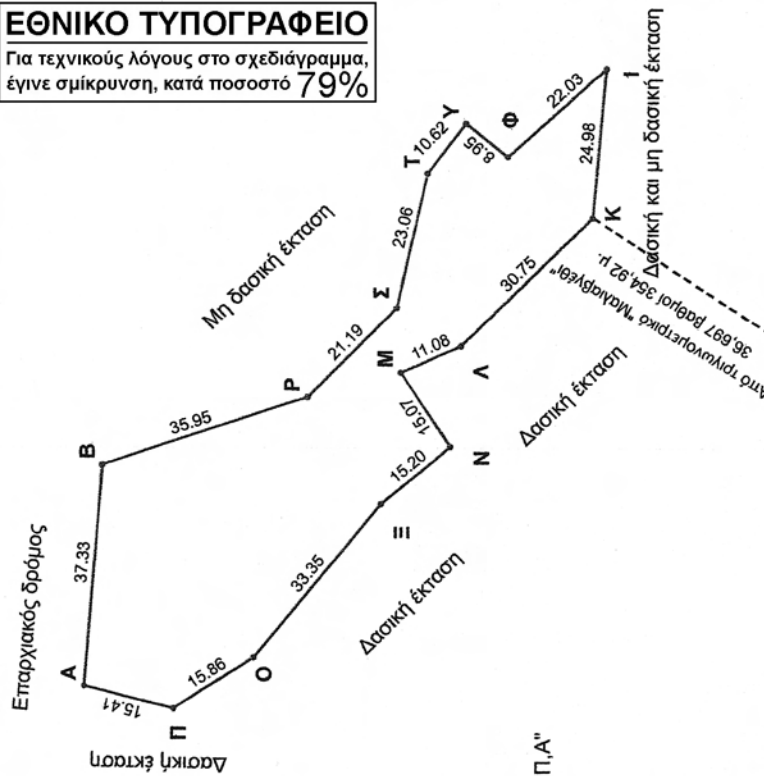 ΕΘΝΙΚΟ ΤΥΠΟΓΡΑΦΕΙΟ
Για τεχνικούς λόγους στο σχεδιάγραμμα,
έγινε σμίκρυνση, κατά ποσοστό 79%
Επαρχιακός δρόμος
Α
37.33
Β
35.95
Ρ
21.19
Σ
23.06
Τ
10.62
Υ
8.95
Φ
22.03
Ι
24.98
Κ
30.75
Λ
11.08
Μ
15.07
Ν
15.20
Ξ
33.35
Ο
15.86
Π
15.41
Μη δασική έκταση
Δασική και μη δασική έκταση
Από τριγωνομετρικό "Μαλιαβγέθι"
36,697 βαθμοί 354,92 μ.
Δασική έκταση
Δασική έκταση
Δασική έκταση
Π,Α"